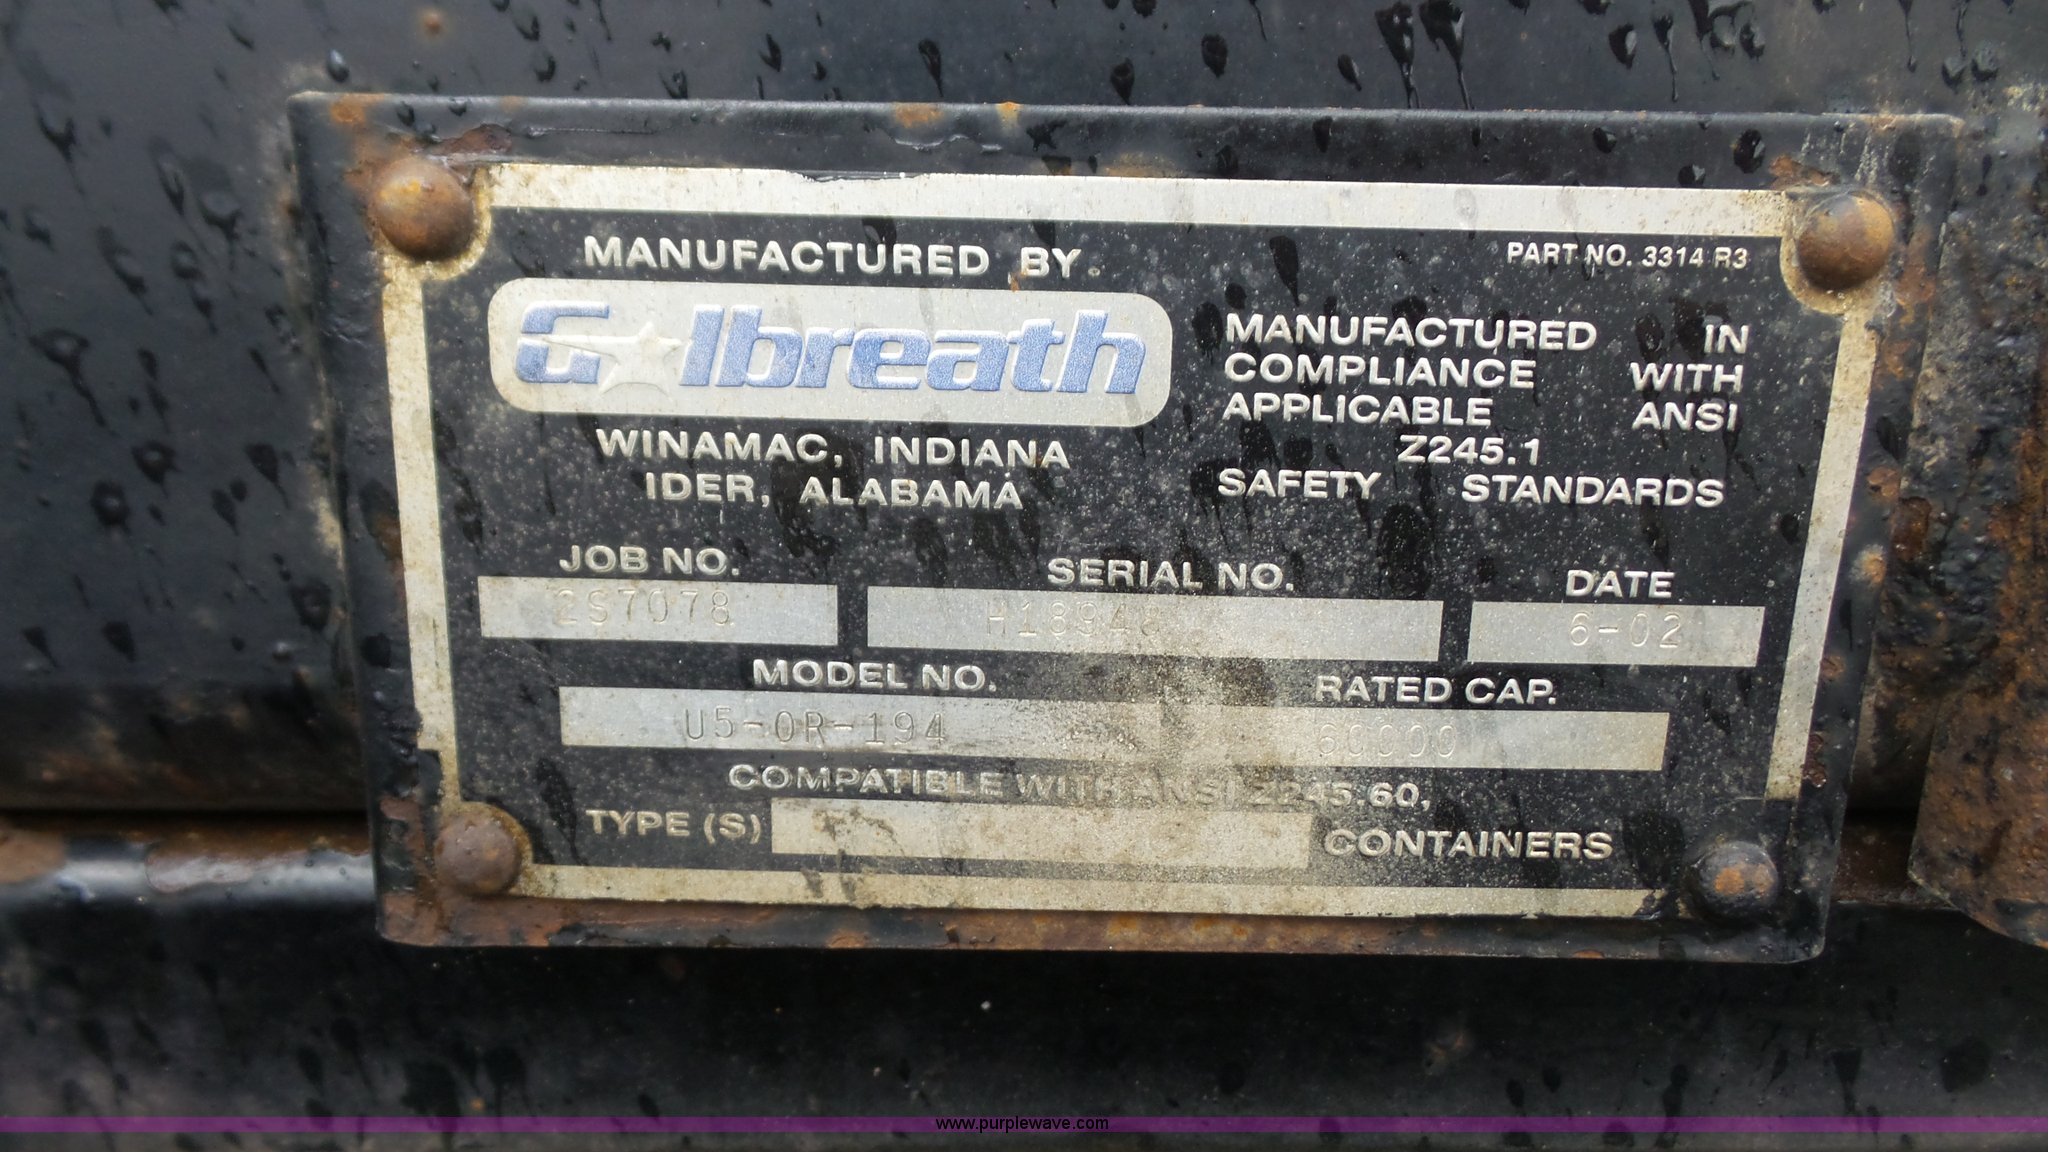 MANUFACTURED BY
PART NO. 3314 R3
Galbreath
WINAMAC, INDIANA
IDER, ALABAMA
MANUFACTURED IN
COMPLIANCE WITH
APPLICABLE ANSI
Z245.1
SAFETY STANDARDS
JOB NO.
2S7078
SERIAL NO.
H18948
DATE
6-02
MODEL NO.
U5-OR-194
RATED CAP.
60000
COMPATIBLE WITH ANSI Z245.60,
TYPE (S) CONTAINERS
www.purplewave.com